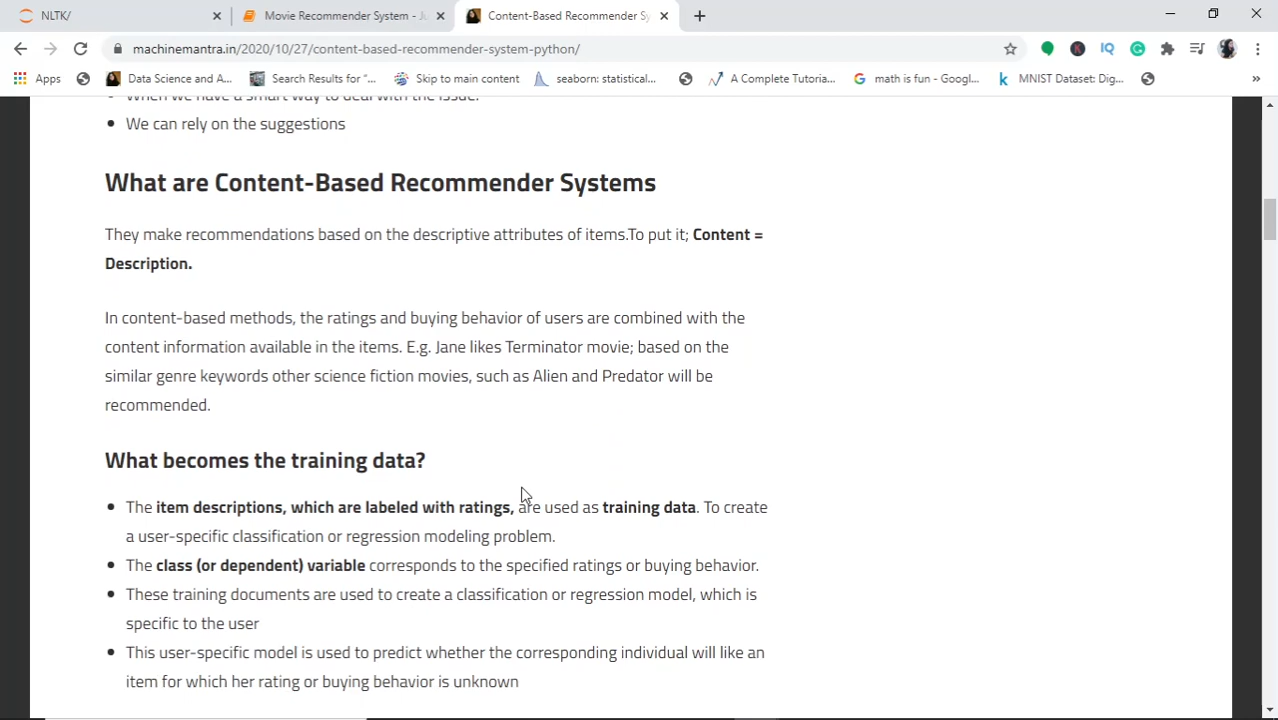 NLTK/
Movie Recommender System - Ju
Content-Based Recommender Sy
machinemantra.in/2020/10/27/content-based-recommender-system-python/
Apps
Data Science and A...
Search Results for "...
Skip to main content
seaborn: statistical...
A Complete Tutoria...
math is fun - Googl...
MNIST Dataset: Dig...
When we have a smart way to deal with the issue.
We can rely on the suggestions
What are Content-Based Recommender Systems
They make recommendations based on the descriptive attributes of items.To put it; Content =
Description.
In content-based methods, the ratings and buying behavior of users are combined with the
content information available in the items. E.g. Jane likes Terminator movie; based on the
similar genre keywords other science fiction movies, such as Alien and Predator will be
recommended.
What becomes the training data?
The item descriptions, which are labeled with ratings, are used as training data. To create
a user-specific classification or regression modeling problem.
The class (or dependent) variable corresponds to the specified ratings or buying behavior.
These training documents are used to create a classification or regression model, which is
specific to the user
This user-specific model is used to predict whether the corresponding individual will like an
item for which her rating or buying behavior is unknown